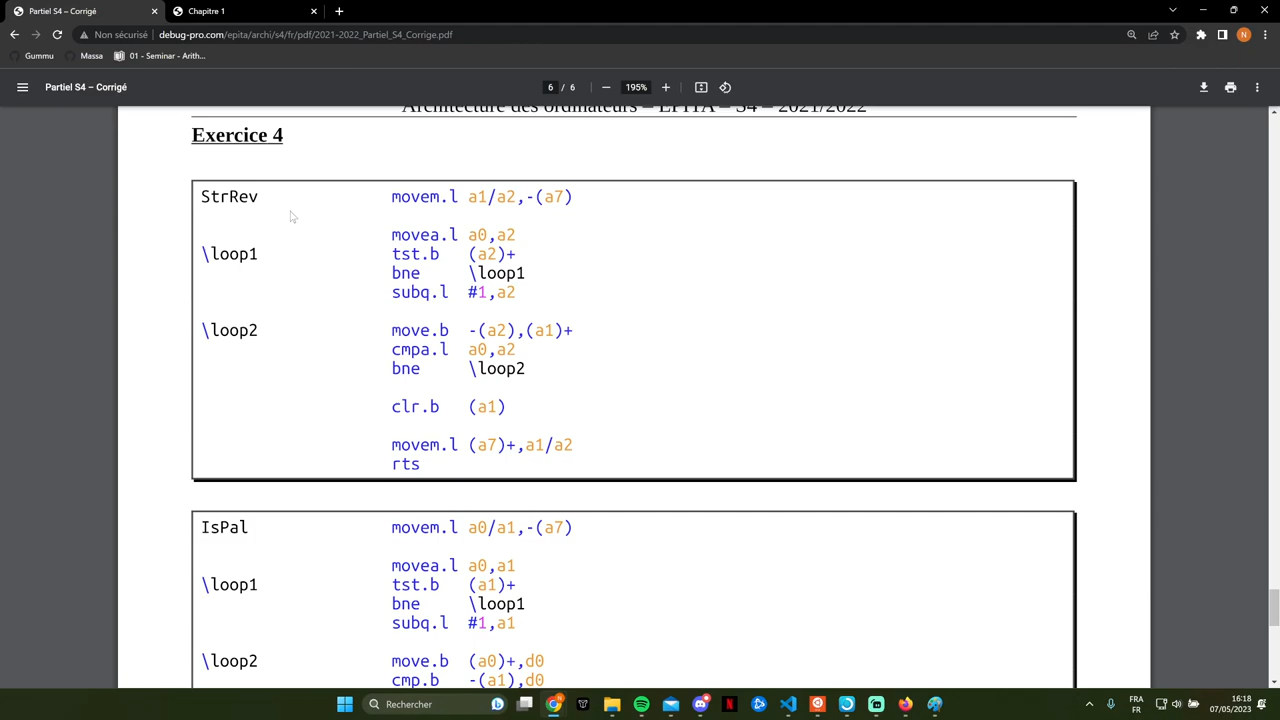 Partiel S4 – Corrigé
Chapitre 1
Non sécurisé
debug-pro.com/epita/archi/s4/fr/pdf/2021-2022_Partiel_S4_Corrige.pdf
N
Gummu
Massa
01 - Seminar - Arith...
Partiel S4 – Corrigé
6 / 6
195%
Architecture des ordinateurs – EPITA – S4 – 2021/2022
Exercice 4
StrRev movem.l a1/a2,-(a7)
movea.l a0,a2
\loop1 tst.b (a2)+
bne \loop1
subq.l #1,a2
\loop2 move.b -(a2),(a1)+
cmpa.l a0,a2
bne \loop2
clr.b (a1)
movem.l (a7)+,a1/a2
rts
IsPal movem.l a0/a1,-(a7)
movea.l a0,a1
\loop1 tst.b (a1)+
bne \loop1
subq.l #1,a1
\loop2 move.b (a0)+,d0
cmp.b -(a1),d0
Rechercher
FRA
FR
16:18
07/05/2023